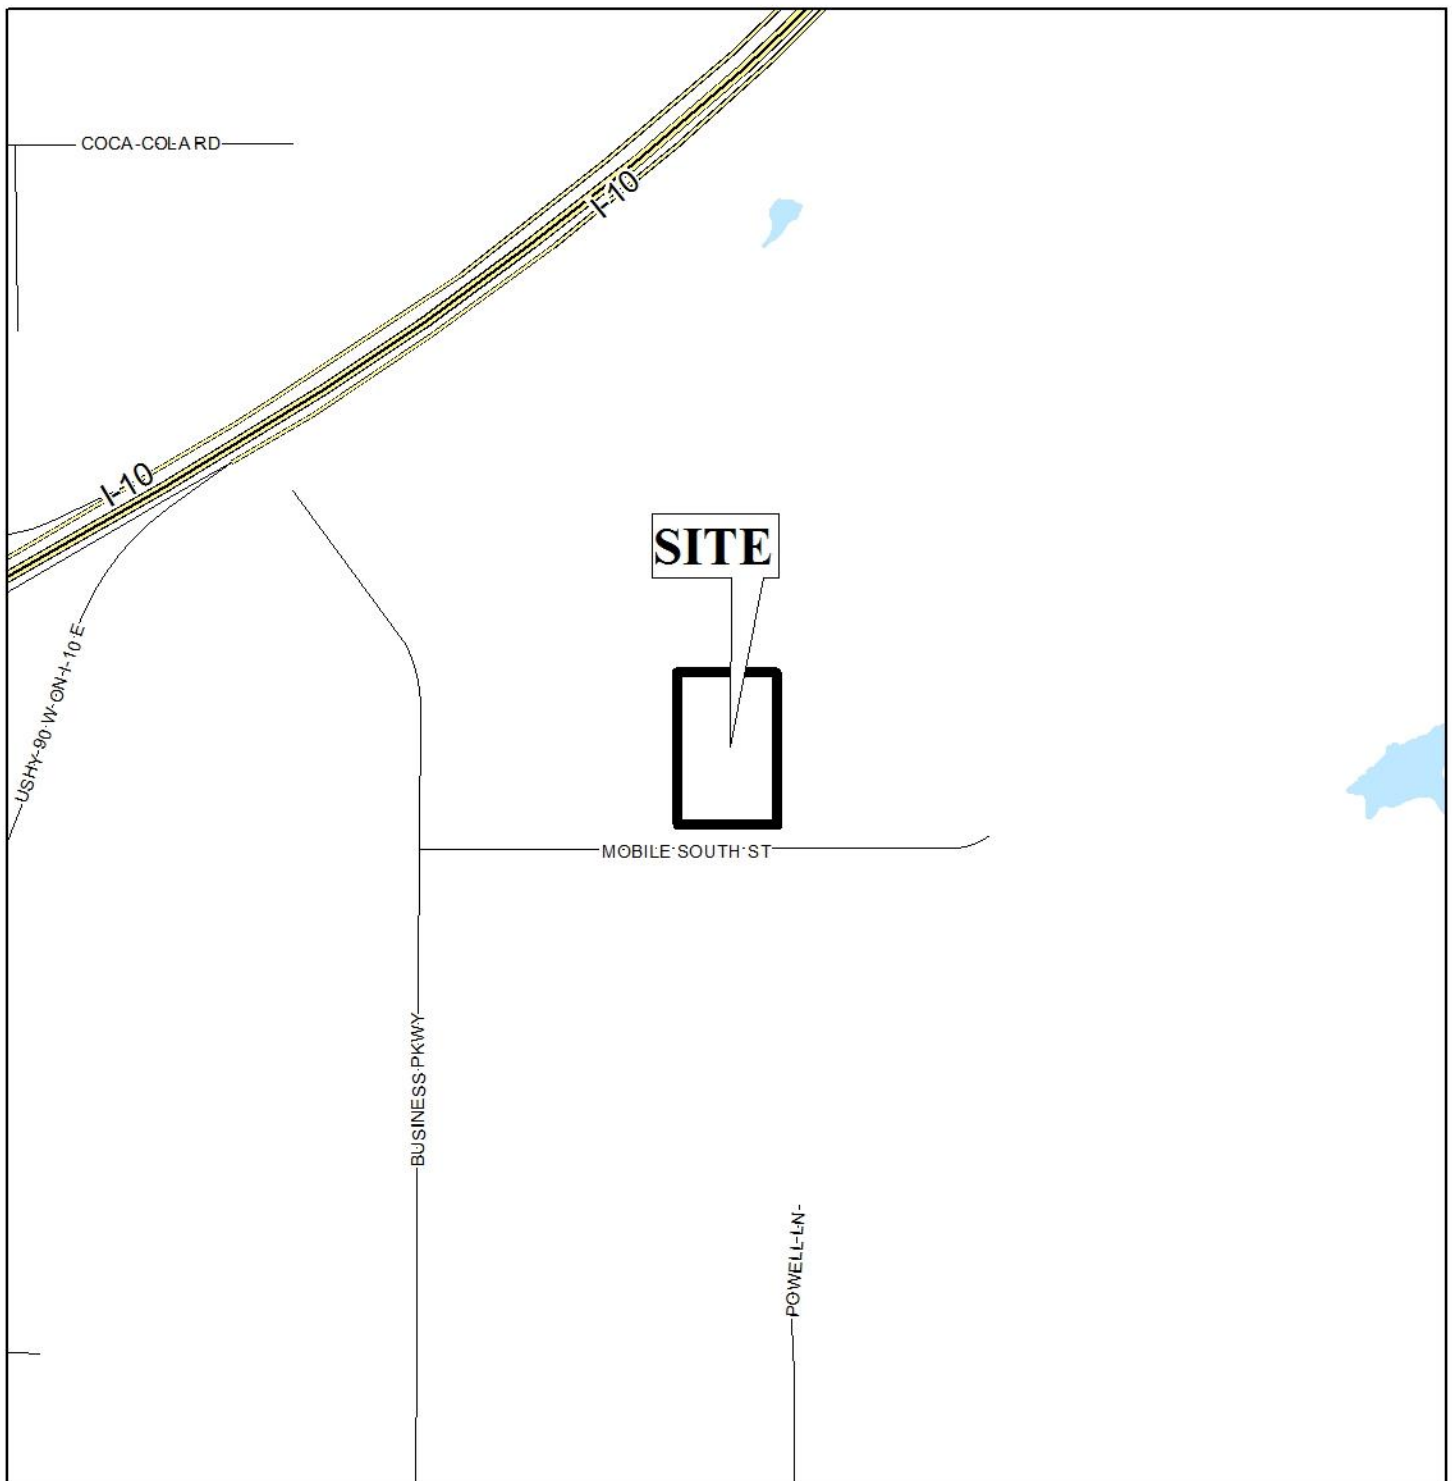 COCA-COLA RD
I-10
I-10
SITE
USHY 90 W ON I-10 E
MOBILE SOUTH ST
BUSINESS PKWY
POWELL LN